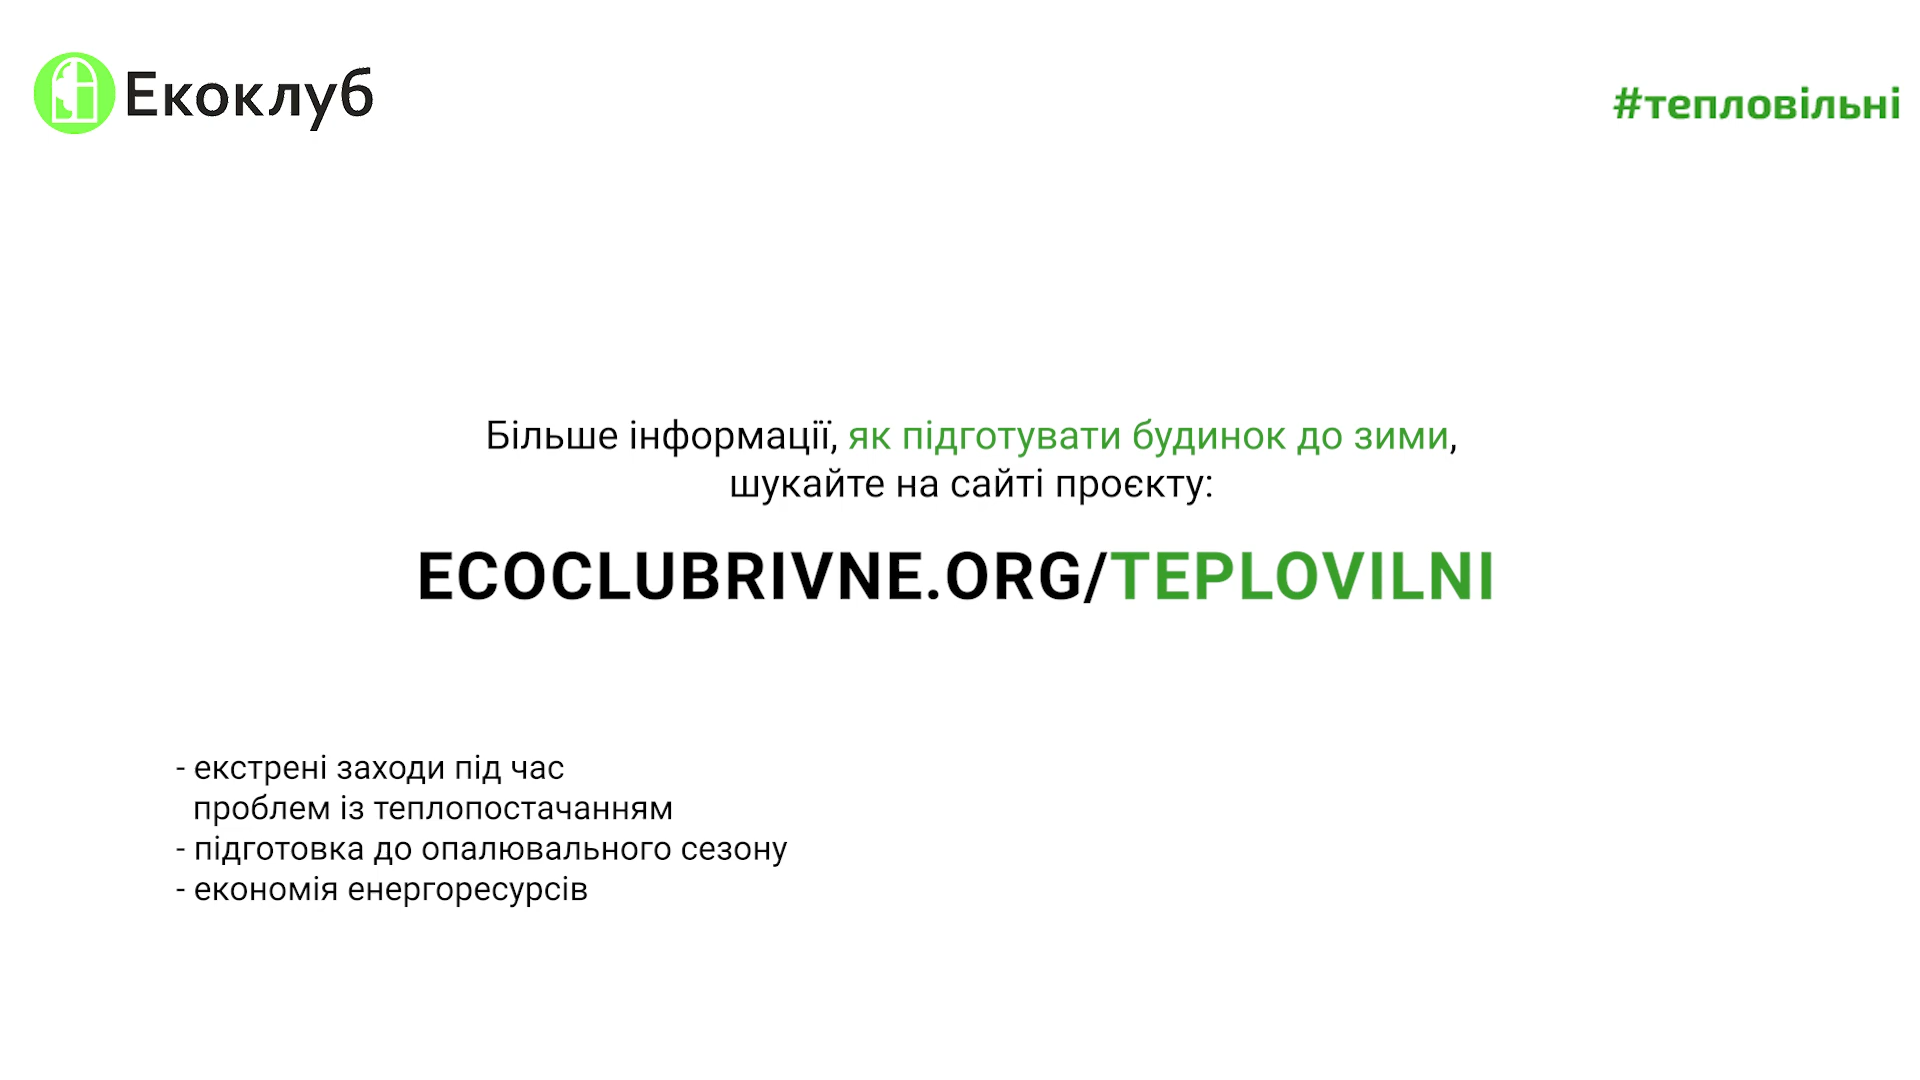 Екоклуб
#тепловільні
Більше інформації, як підготувати будинок до зими,
шукайте на сайті проєкту:
ECOCLUBRIVNE.ORG/TEPLOVILNI
- екстрені заходи під час
проблем із теплопостачанням
- підготовка до опалювального сезону
- економія енергоресурсів